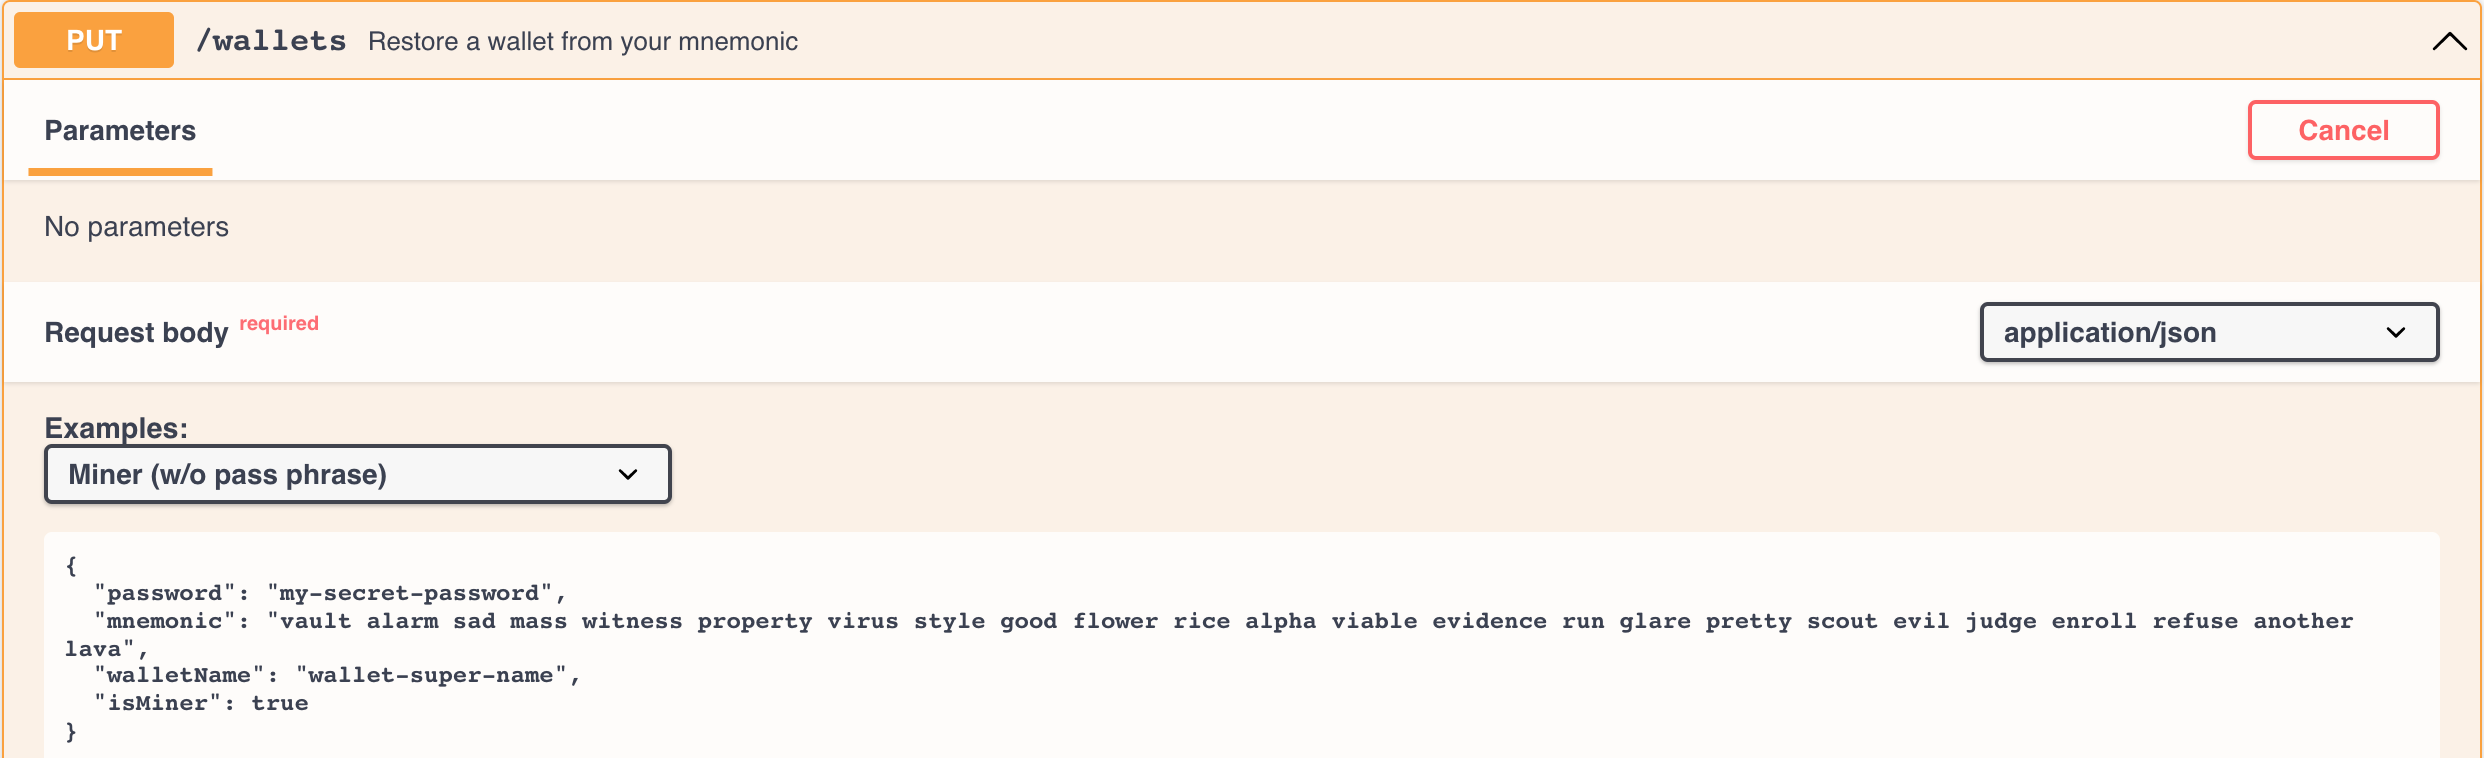 PUT /wallets Restore a wallet from your mnemonic
Parameters
Cancel
No parameters
Request body required
application/json
Examples:
Miner (w/o pass phrase)
{
  "password": "my-secret-password",
  "mnemonic": "vault alarm sad mass witness property virus style good flower rice alpha viable evidence run glare pretty scout evil judge enroll refuse another
lava",
  "walletName": "wallet-super-name",
  "isMiner": true
}